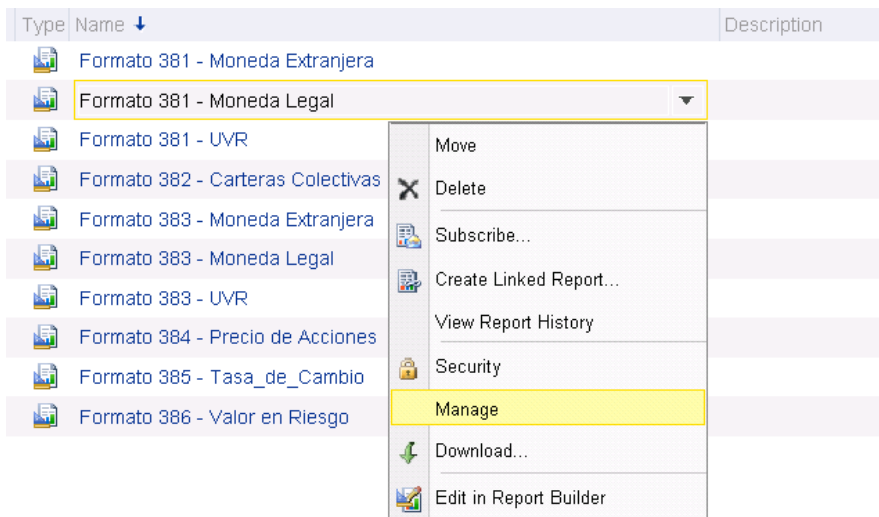 Type Name Description
Formato 381 - Moneda Extranjera
Formato 381 - Moneda Legal
Formato 381 - UVR
Formato 382 - Carteras Colectivas
Formato 383 - Moneda Extranjera
Formato 383 - Moneda Legal
Formato 383 - UVR
Formato 384 - Precio de Acciones
Formato 385 - Tasa_de_Cambio
Formato 386 - Valor en Riesgo
Move
Delete
Subscribe...
Create Linked Report...
View Report History
Security
Manage
Download...
Edit in Report Builder